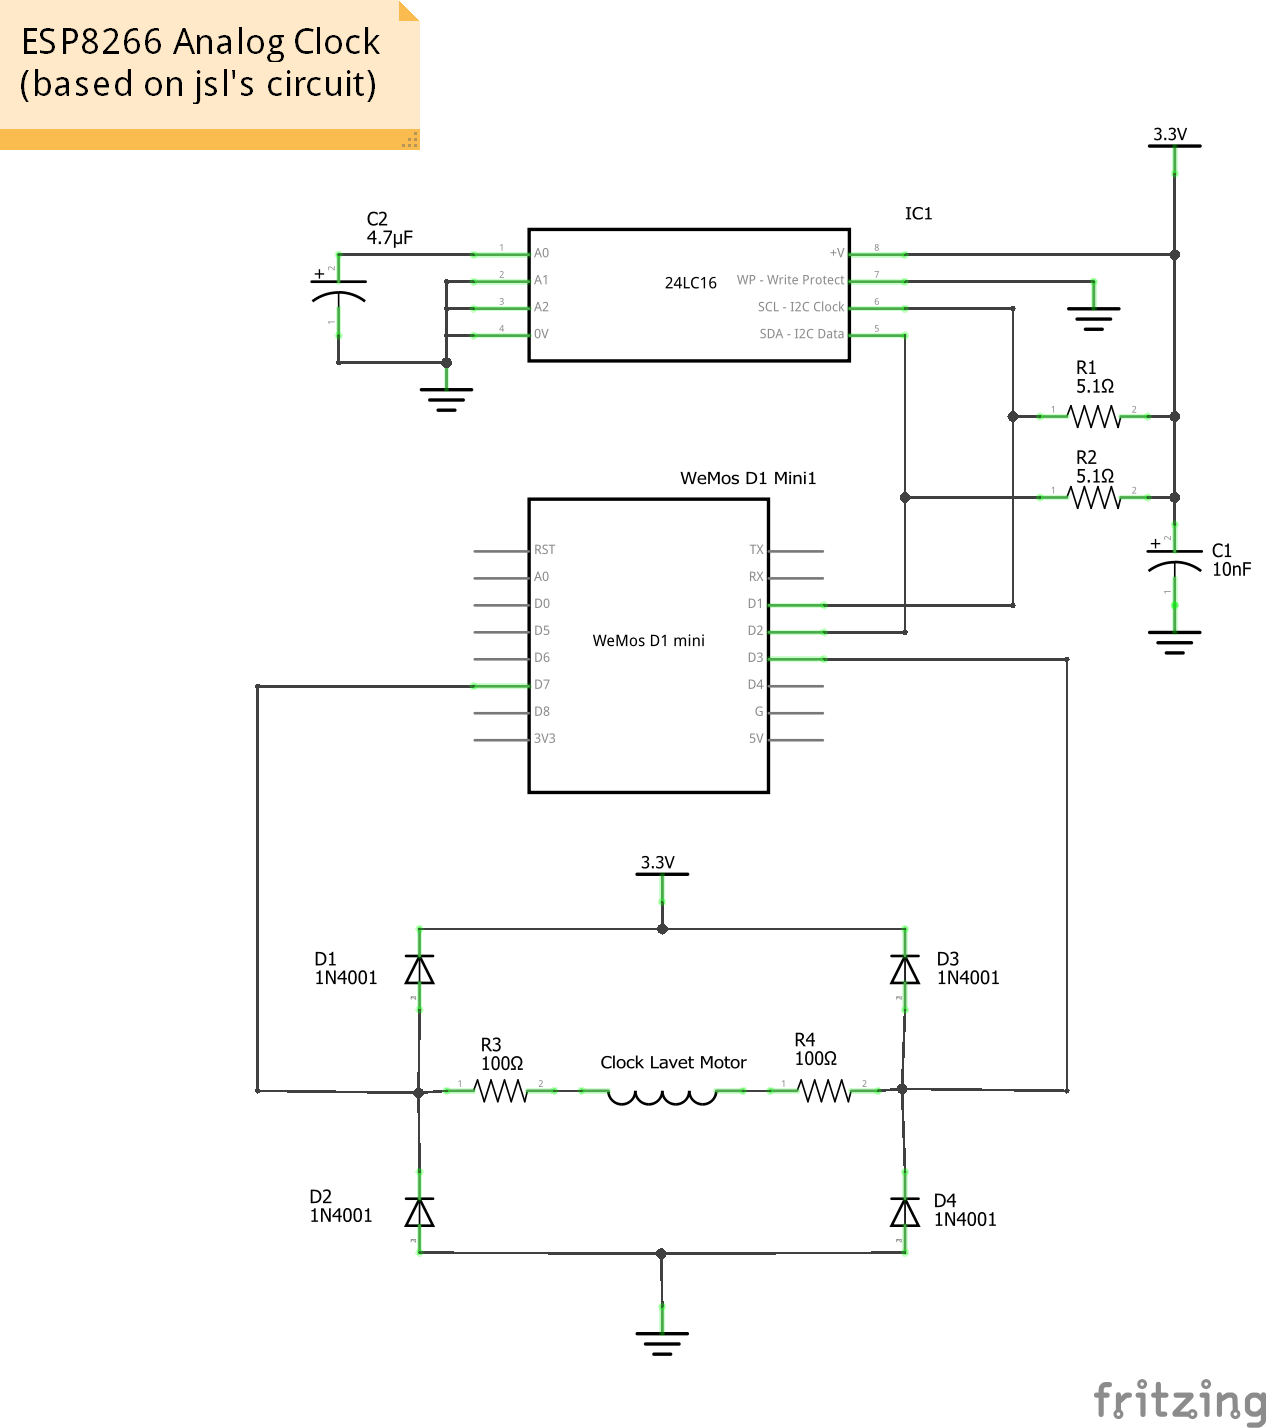 ESP8266 Analog Clock
(based on jsl's circuit)
3.3V
IC1
C2
4.7µF
+
2
1
1
2
3
4
A0
A1
A2
0V
24LC16
+V
WP - Write Protect
SCL - I2C Clock
SDA - I2C Data
8
7
6
5
R1
5.1Ω
1
2
R2
5.1Ω
1
2
+
2
1
C1
10nF
WeMos D1 Mini1
RST
A0
D0
D5
D6
D7
D8
3V3
WeMos D1 mini
TX
RX
D1
D2
D3
D4
G
5V
3.3V
D1
1N4001
D3
1N4001
R3
100Ω
1
2
Clock Lavet Motor
R4
100Ω
1
2
D2
1N4001
D4
1N4001
fritzing